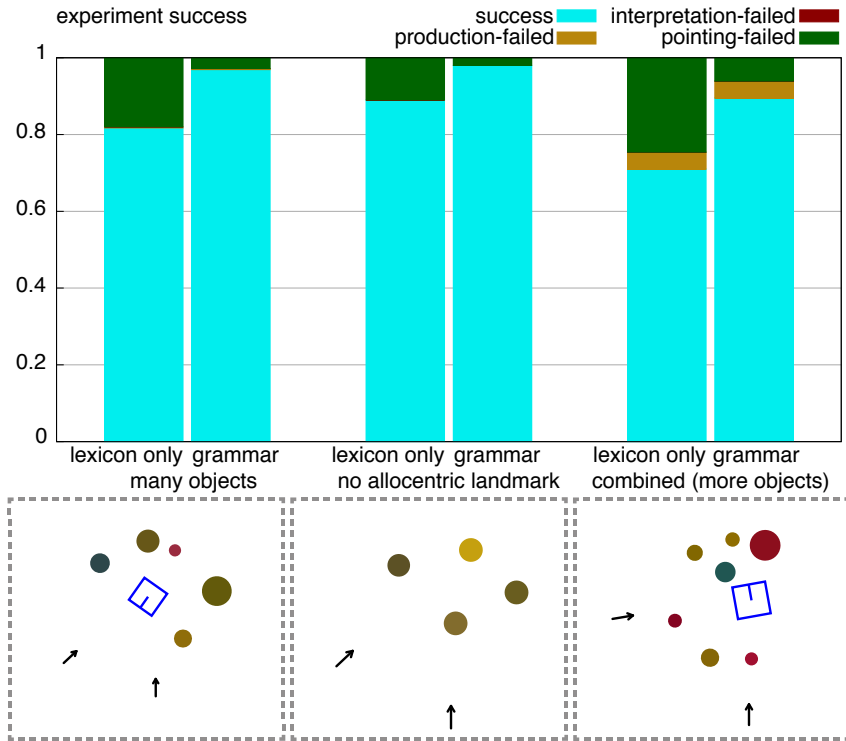 experiment success
success
interpretation-failed
production-failed
pointing-failed
1
0.8
0.6
0.4
0.2
0
lexicon only grammar
many objects
lexicon only grammar
no allocentric landmark
lexicon only grammar
combined (more objects)